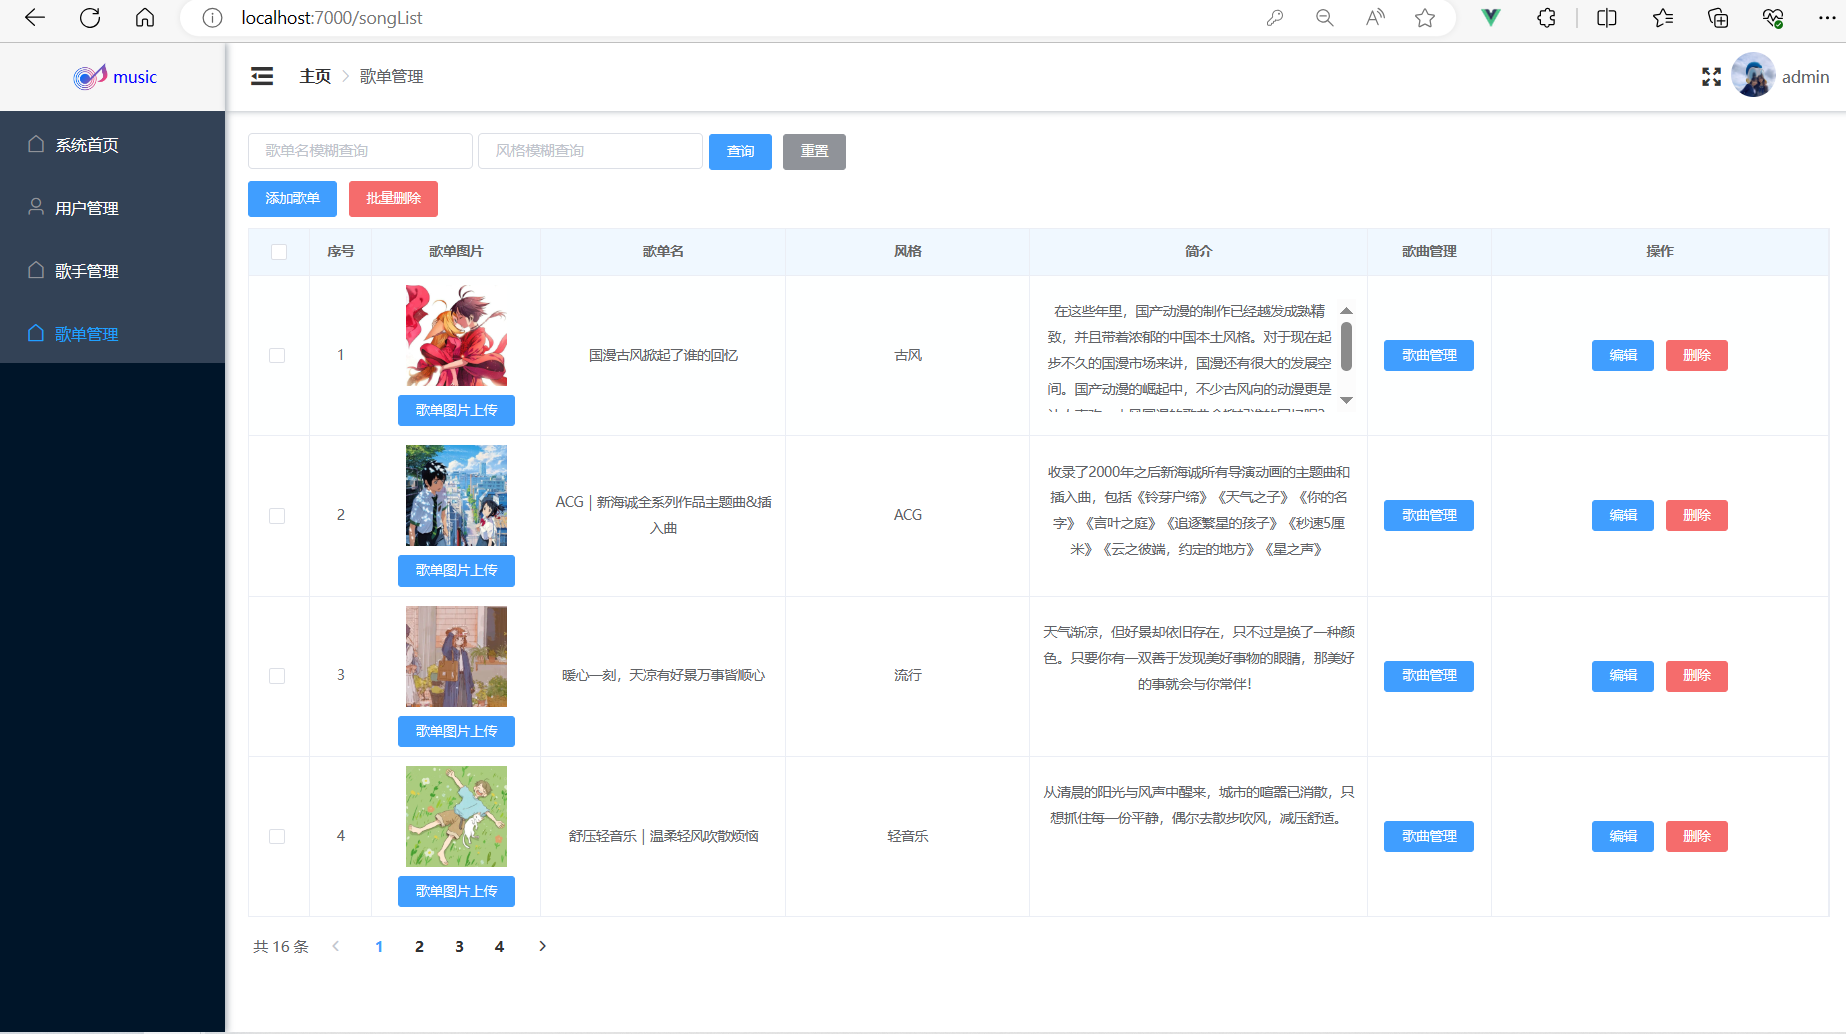 localhost:7000/songList
music
主页
歌单管理
admin
系统首页
用户管理
歌手管理
歌单管理
歌单名模糊查询
风格模糊查询
查询
重置
添加歌单
批量删除
序号
歌单图片
歌单名
风格
简介
歌曲管理
操作
1
歌单图片上传
国漫古风掀起了谁的回忆
古风
在这些年里，国产动漫的制作已经越发成熟精
致，并且带着浓郁的中国本土风格。对于现在起
步不久的国漫市场来讲，国漫还有很大的发展空
间。国产动漫的崛起中，不少古风向的动漫更是
歌曲管理
编辑
删除
2
歌单图片上传
ACG | 新海诚全系列作品主题曲&插
入曲
ACG
收录了2000年之后新海诚所有导演动画的主题曲和
插入曲，包括《铃芽户缔》《天气之子》《你的名
字》《言叶之庭》《追逐繁星的孩子》《秒速5厘
米》《云之彼端，约定的地方》《星之声》
歌曲管理
编辑
删除
3
歌单图片上传
暖心一刻，天凉有好景万事皆顺心
流行
天气渐凉，但好景却依旧存在，只不过是换了一种颜
色。只要你有一双善于发现美好事物的眼睛，那美好
的事就会与你常伴！
歌曲管理
编辑
删除
4
歌单图片上传
舒压轻音乐 | 温柔轻风吹散烦恼
轻音乐
从清晨的阳光与风声中醒来，城市的喧嚣已消散，只
想抓住每一份平静，偶尔去散步吹风，减压舒适。
歌曲管理
编辑
删除
共 16 条
1
2
3
4